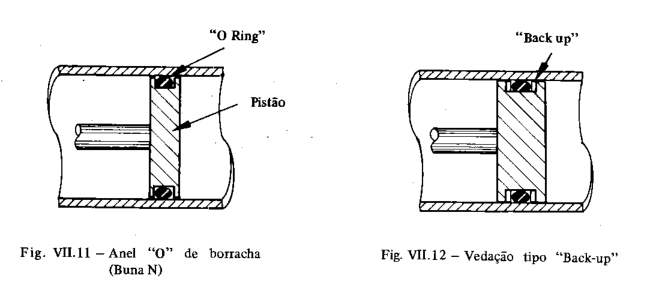 “O Ring”
Pistão
Fig. VII.11 – Anel “O” de borracha
(Buna N)
“Back up”
Fig. VII.12 – Vedação tipo “Back-up”